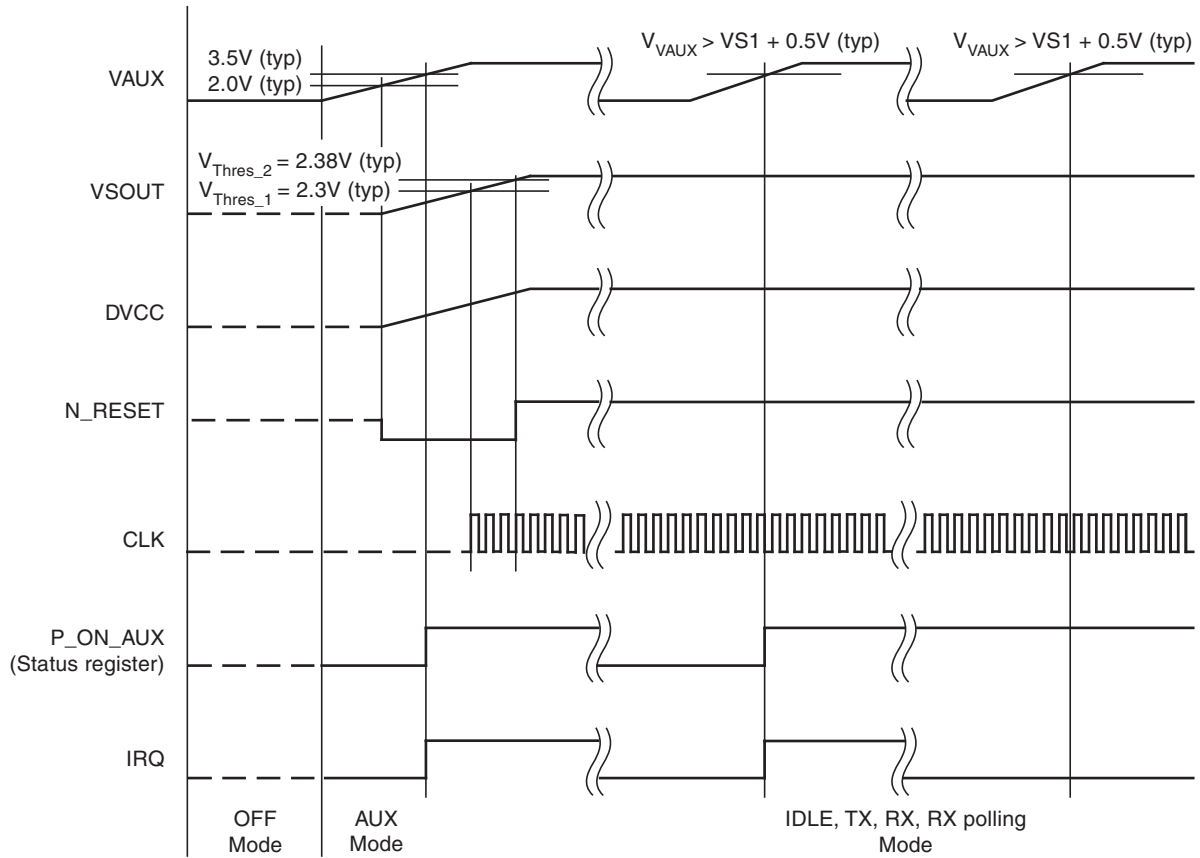 3.5V (typ)
2.0V (typ)
VAUX
V_VAUX > VS1 + 0.5V (typ)
V_VAUX > VS1 + 0.5V (typ)
V_Thres_2 = 2.38V (typ)
V_Thres_1 = 2.3V (typ)
VSOUT
DVCC
N_RESET
CLK
P_ON_AUX
(Status register)
IRQ
OFF
Mode
AUX
Mode
IDLE, TX, RX, RX polling
Mode